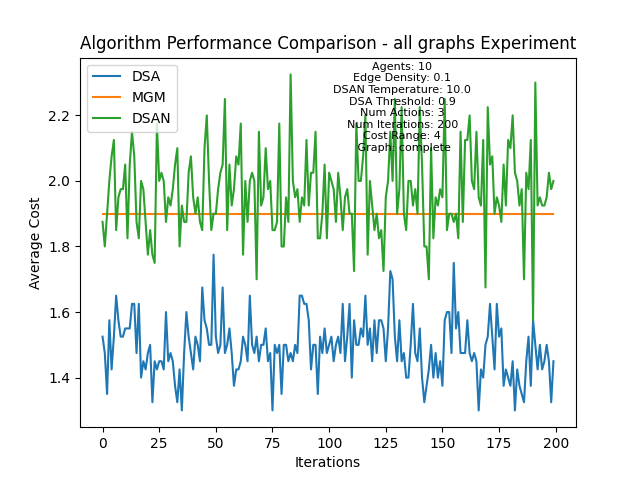 Algorithm Performance Comparison - all graphs Experiment
DSA
MGM
DSAN
Agents: 10
Edge Density: 0.1
DSAN Temperature: 10.0
DSA Threshold: 0.9
Num Actions: 3
Num Iterations: 200
Cost Range: 4
Graph: complete
Average Cost
2.2
2.0
1.8
1.6
1.4
0 25 50 75 100 125 150 175 200
Iterations